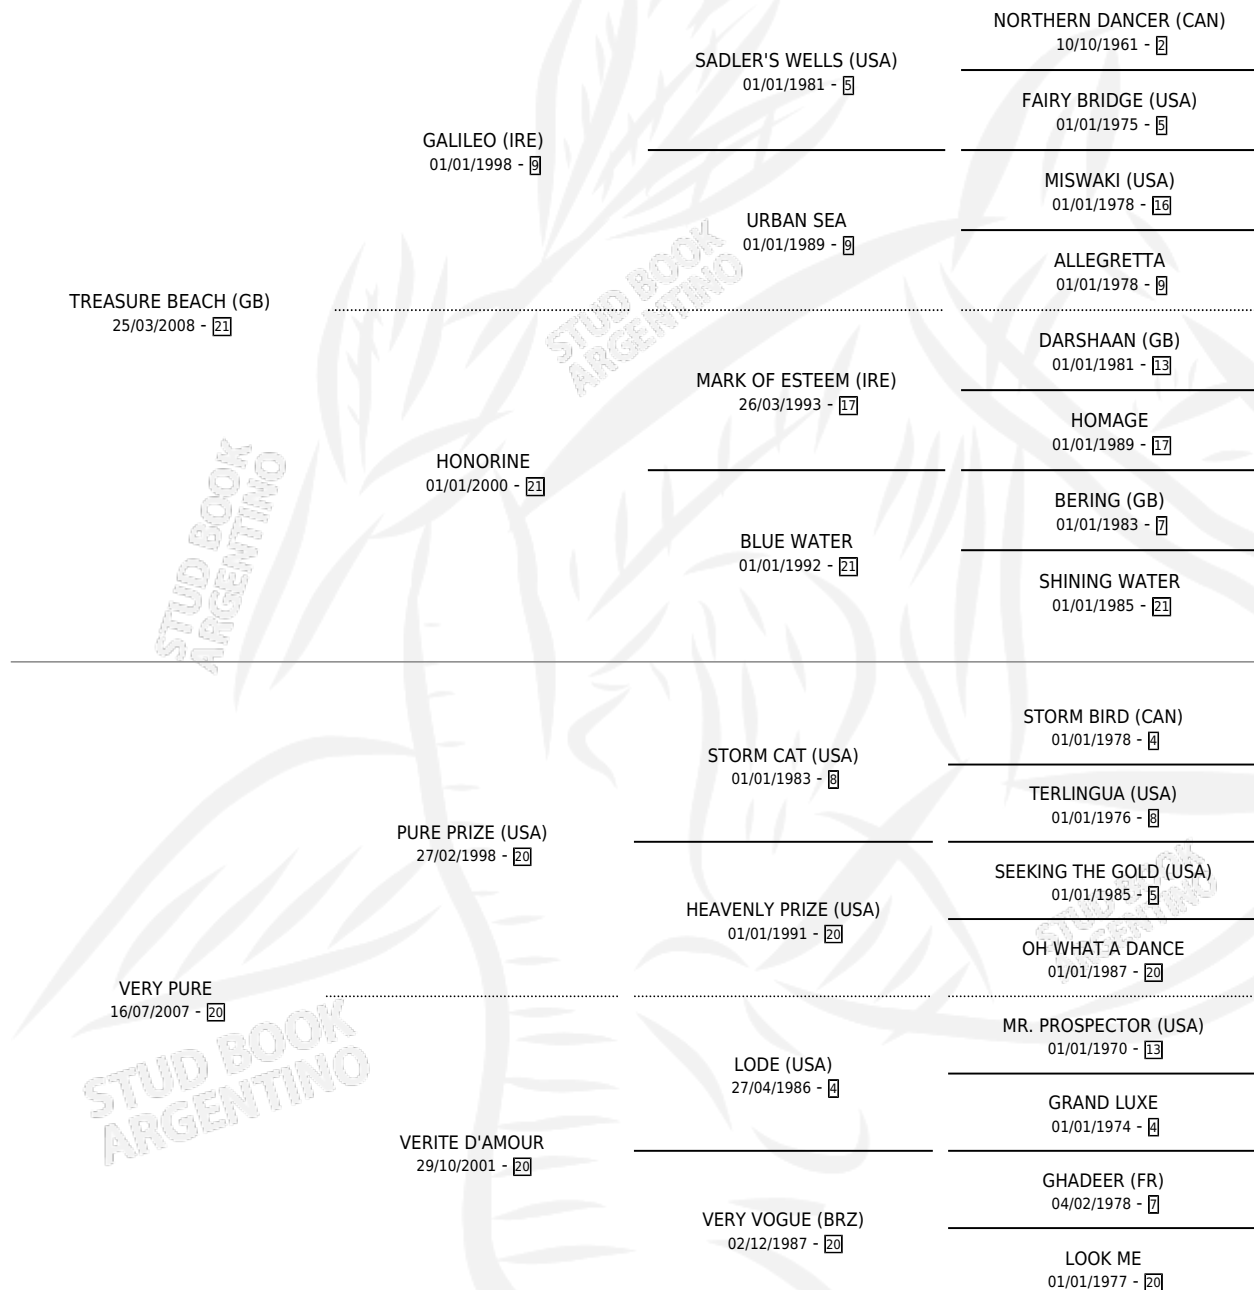 NORTHERN DANCER (CAN)
10/10/1961 - 2
SADLER'S WELLS (USA)
01/01/1981 - 5
FAIRY BRIDGE (USA)
01/01/1975 - 5
GALILEO (IRE)
01/01/1998 - 9
MISWAKI (USA)
01/01/1978 - 16
URBAN SEA
01/01/1989 - 9
ALLEGRETTA
01/01/1978 - 9
TREASURE BEACH (GB)
25/03/2008 - 21
DARSHAAN (GB)
01/01/1981 - 13
MARK OF ESTEEM (IRE)
26/03/1993 - 17
HOMAGE
01/01/1989 - 17
HONORINE
01/01/2000 - 21
BERING (GB)
01/01/1983 - 7
BLUE WATER
01/01/1992 - 21
SHINING WATER
01/01/1985 - 21
STORM BIRD (CAN)
01/01/1978 - 4
STORM CAT (USA)
01/01/1983 - 8
TERLINGUA (USA)
01/01/1976 - 8
PURE PRIZE (USA)
27/02/1998 - 20
SEEKING THE GOLD (USA)
01/01/1985 - 5
HEAVENLY PRIZE (USA)
01/01/1991 - 20
OH WHAT A DANCE
01/01/1987 - 20
VERY PURE
16/07/2007 - 20
MR. PROSPECTOR (USA)
01/01/1970 - 13
LODE (USA)
27/04/1986 - 4
GRAND LUXE
01/01/1974 - 4
VERITE D'AMOUR
29/10/2001 - 20
GHADEER (FR)
04/02/1978 - 7
VERY VOGUE (BRZ)
02/12/1987 - 20
LOOK ME
01/01/1977 - 20
STUD BOOK
ARGENTINO
STUD BOOK
ARGENTINO
STUD BOOK
ARGENTINO
STUD BOOK
ARGENTINO